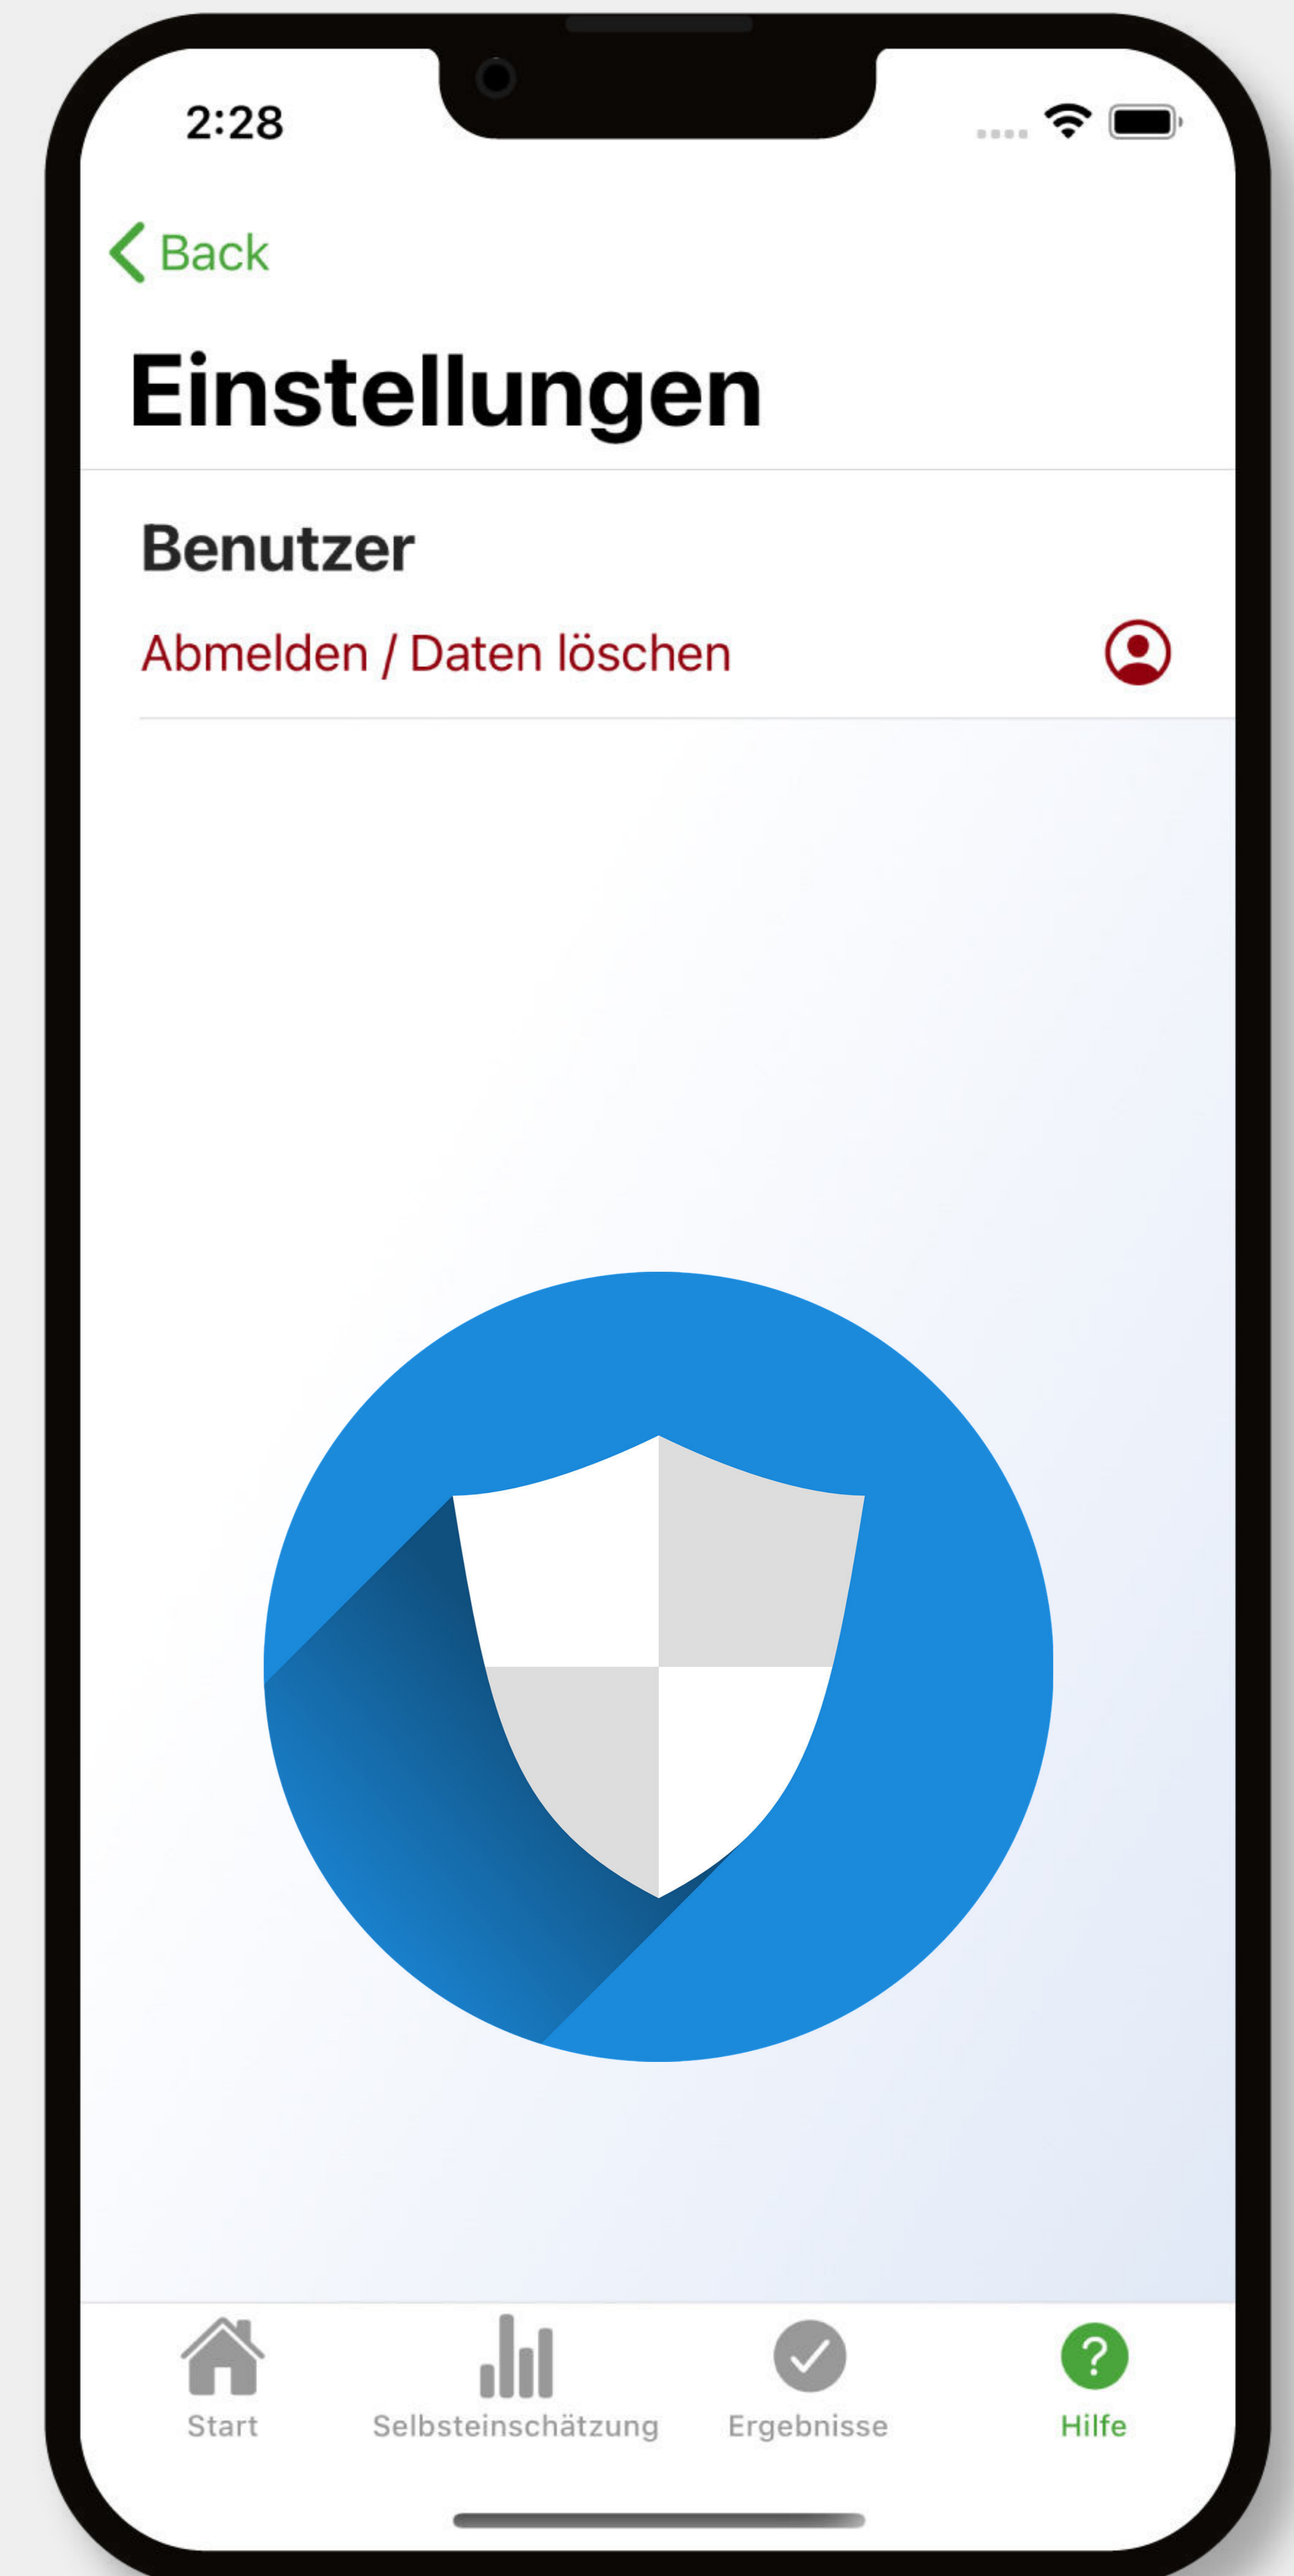 2:28
Back
Einstellungen
Benutzer
Abmelden / Daten löschen
Start
Selbsteinschätzung
Ergebnisse
Hilfe